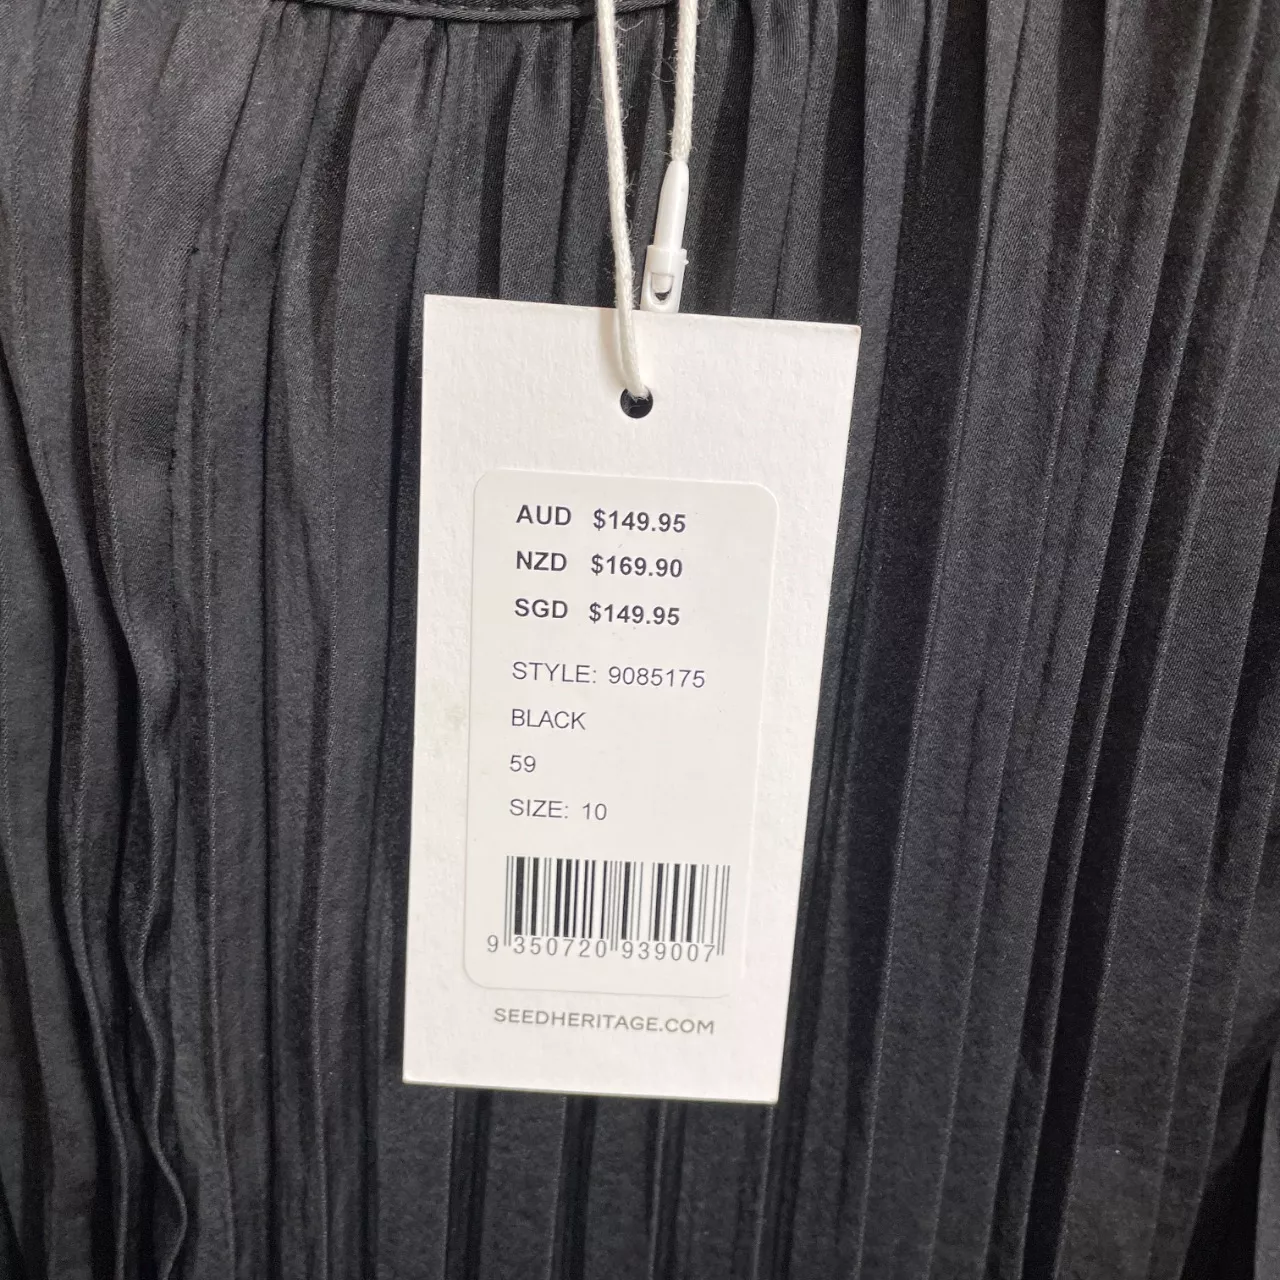 AUD $149.95
NZD $169.90
SGD $149.95
STYLE: 9085175
BLACK
59
SIZE: 10
9 350720 939007
SEEDHERITAGE.COM